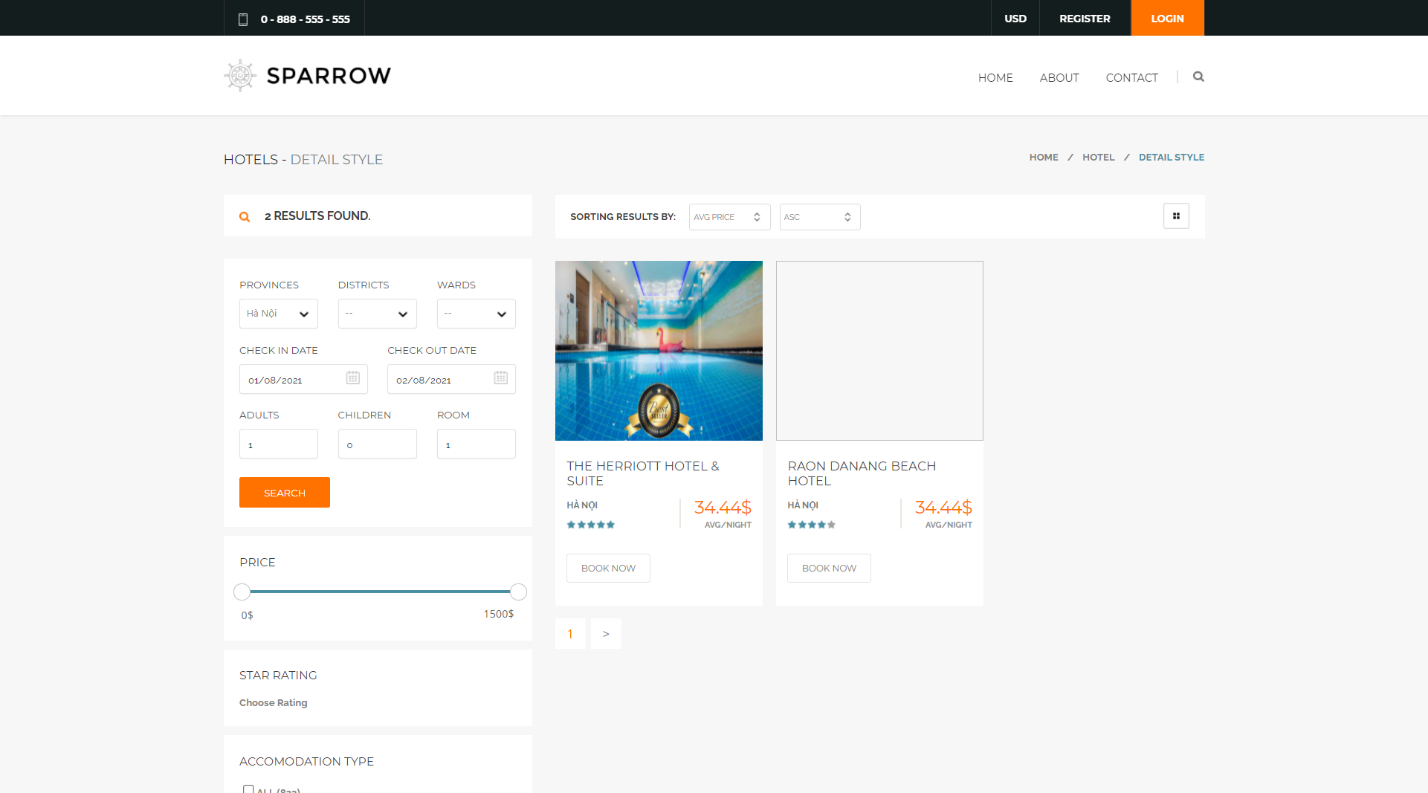 0 - 888 - 555 - 555
USD
REGISTER
LOGIN
SPARROW
HOME
ABOUT
CONTACT
HOTELS - DETAIL STYLE
HOME / HOTEL / DETAIL STYLE
2 RESULTS FOUND.
SORTING RESULTS BY:
AVG PRICE
ASC
PROVINCES
DISTRICTS
WARDS
Hà Nội
--
--
CHECK IN DATE
CHECK OUT DATE
01/08/2021
02/08/2021
ADULTS
CHILDREN
ROOM
1
0
1
SEARCH
PRICE
0$
1500$
STAR RATING
Choose Rating
ACCOMODATION TYPE
Best
THE HERRIOTT HOTEL &
SUITE
HÀ NỘI
34.44$
AVG/NIGHT
BOOK NOW
RAON DANANG BEACH
HOTEL
HÀ NỘI
34.44$
AVG/NIGHT
BOOK NOW
1
>